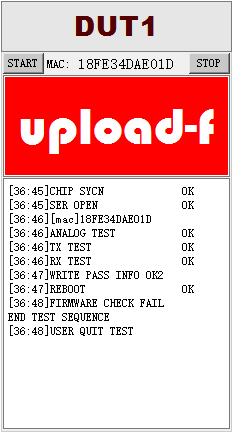 DUT1
START MAC: 18FE34DAE01D STOP
upload-f
[36:45]CHIP SYCN OK
[36:45]SER OPEN OK
[36:46][mac]18FE34DAE01D
[36:46]ANALOG TEST OK
[36:46]TX TEST OK
[36:46]RX TEST OK
[36:47]WRITE PASS INFO OK2
[36:47]REBOOT OK
[36:48]FIRMWARE CHECK FAIL
END TEST SEQUENCE
[36:48]USER QUIT TEST